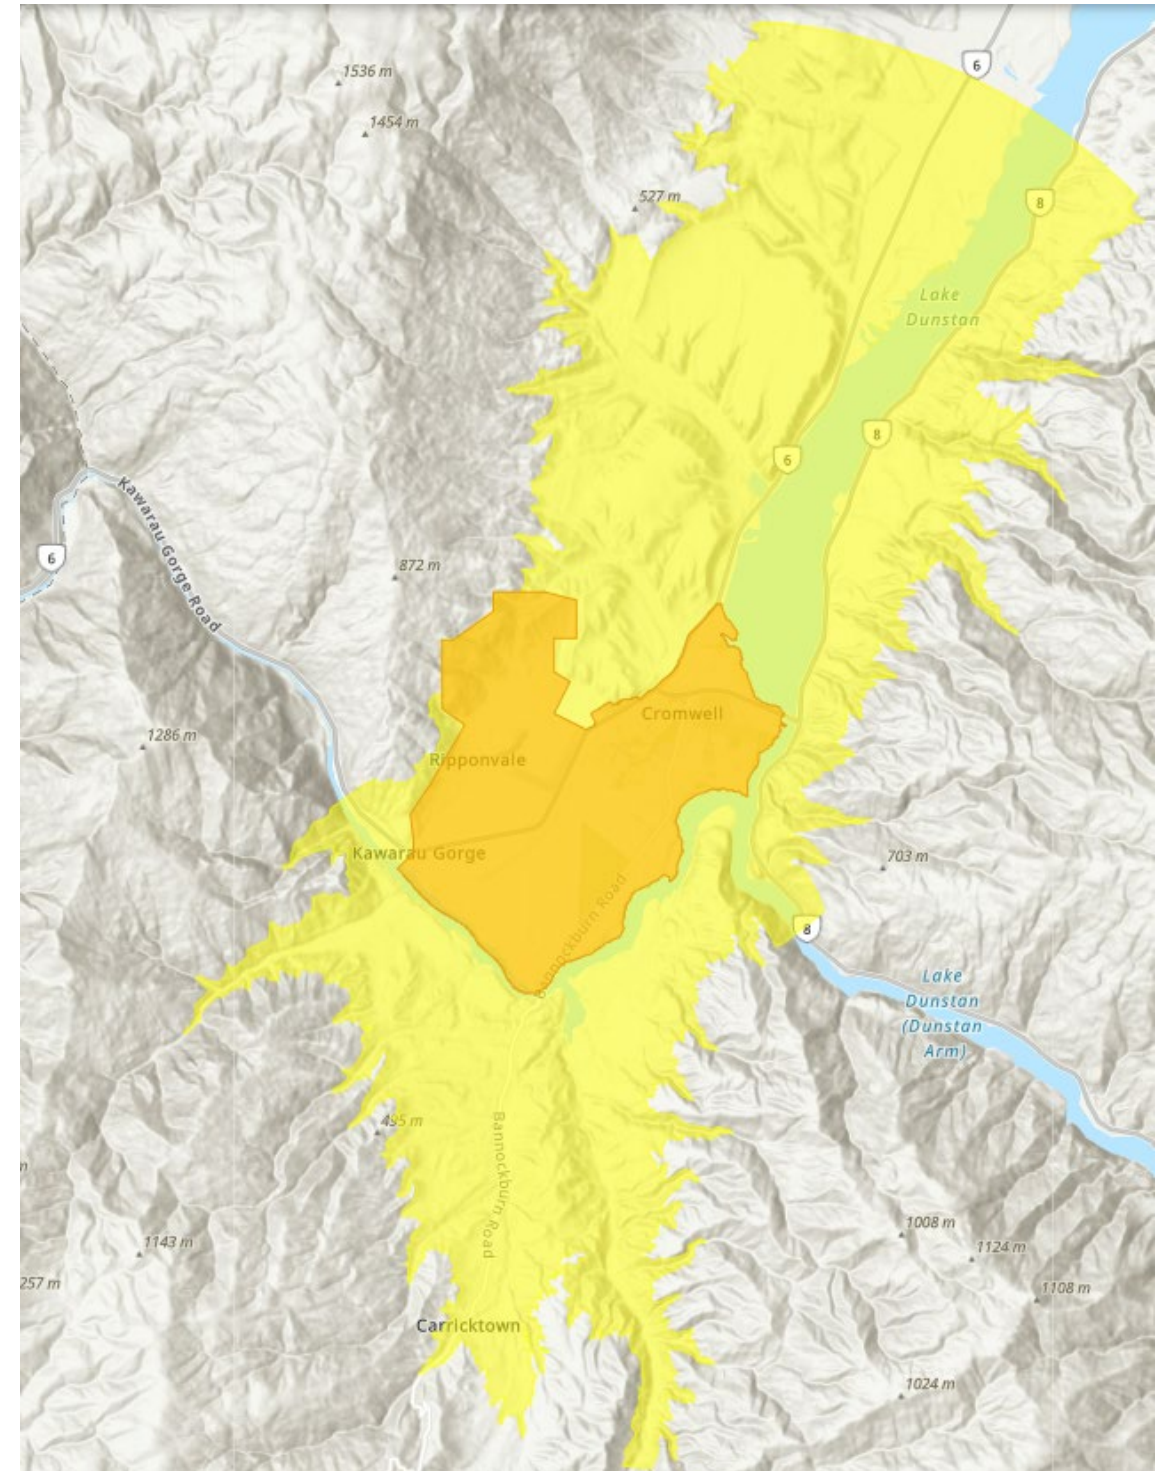 6
1536 m
1454 m
527 m
8
Lake
Dunstan
8
6
Kawarau Gorge Road
6
872 m
Cromwell
1286 m
Ripponvale
Kawarau Gorge
703 m
Bannockburn Road
8
Lake
Dunstan
(Dunstan
Arm)
495 m
Bannockburn Road
1008 m
1143 m
1124 m
257 m
1108 m
Carricktown
1024 m